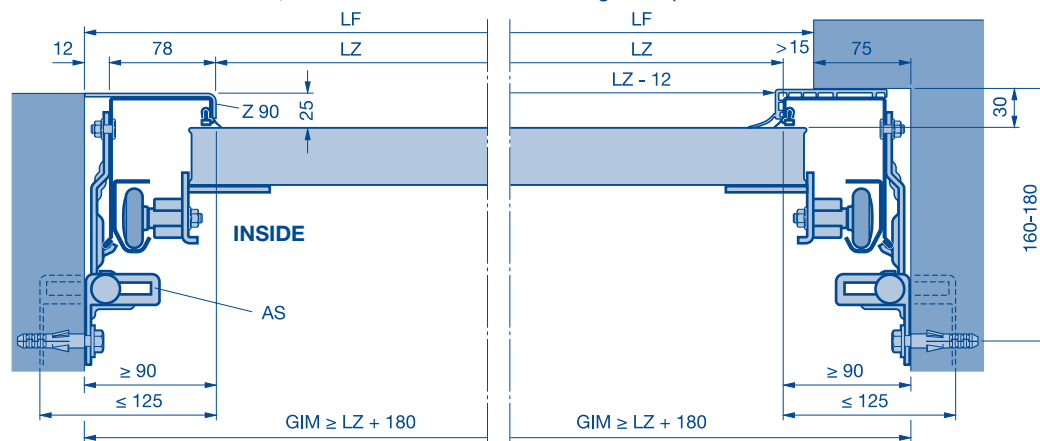 LF LF
12 78 LZ LZ >15 75
LZ - 12
Z 90 25 30
INSIDE
160-180
AS
≥ 90 ≥ 90
≤ 125 ≤ 125
GIM ≥ LZ + 180 GIM ≥ LZ + 180